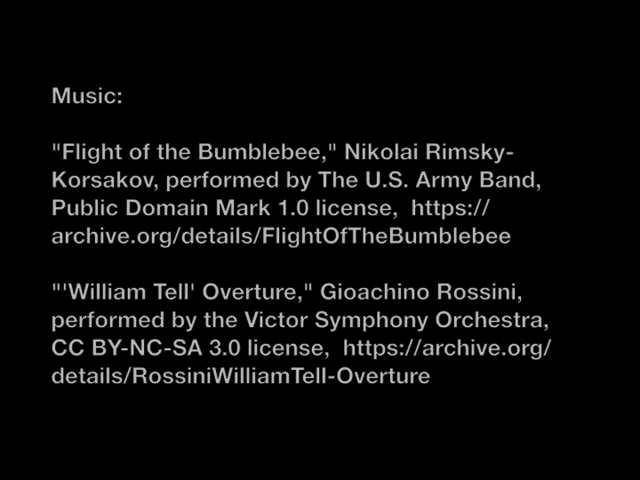 Music:
"Flight of the Bumblebee," Nikolai Rimsky-
Korsakov, performed by The U.S. Army Band,
Public Domain Mark 1.0 license,  https://
archive.org/details/FlightOfTheBumblebee
"'William Tell' Overture," Gioachino Rossini,
performed by the Victor Symphony Orchestra,
CC BY-NC-SA 3.0 license,  https://archive.org/
details/RossiniWilliamTell-Overture